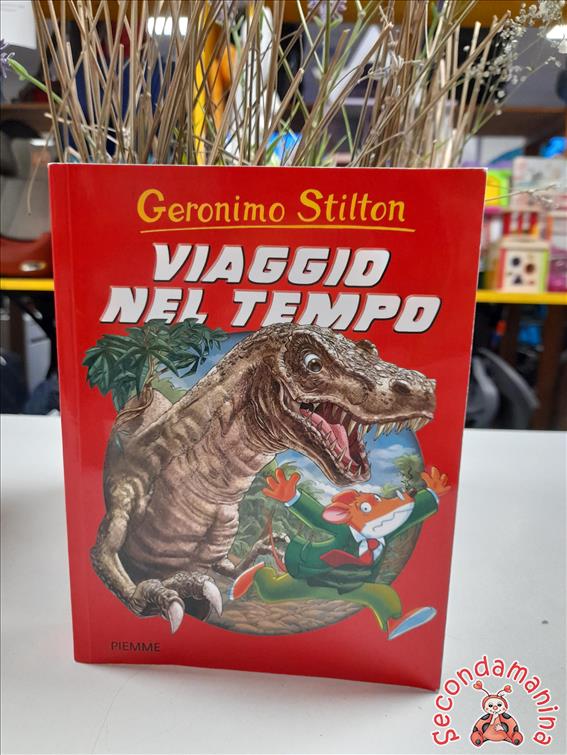 Geronimo Stilton
VIAGGIO
NEL TEMPO
PIEMME
Secondamanina